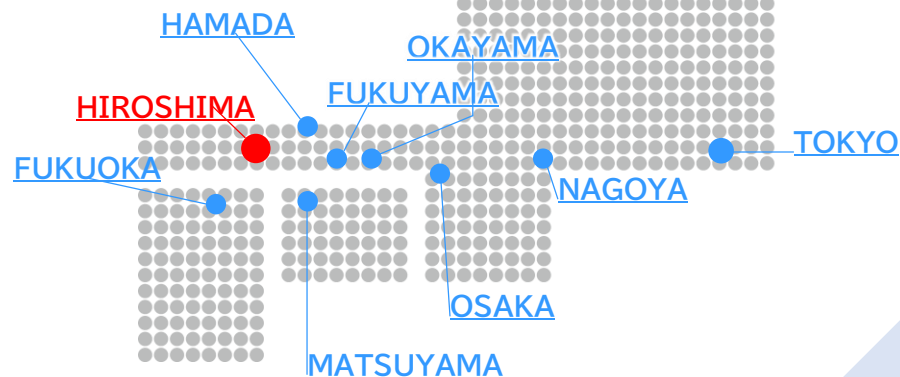 HAMADA
OKAYAMA
FUKUYAMA
HIROSHIMA
TOKYO
FUKUOKA
NAGOYA
OSAKA
MATSUYAMA